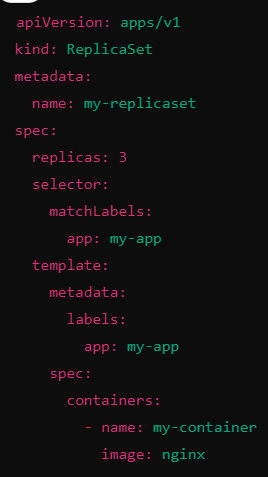 apiVersion: apps/v1
kind: ReplicaSet
metadata:
  name: my-replicaset
spec:
  replicas: 3
  selector:
    matchLabels:
      app: my-app
  template:
    metadata:
      labels:
        app: my-app
    spec:
      containers:
        - name: my-container
          image: nginx